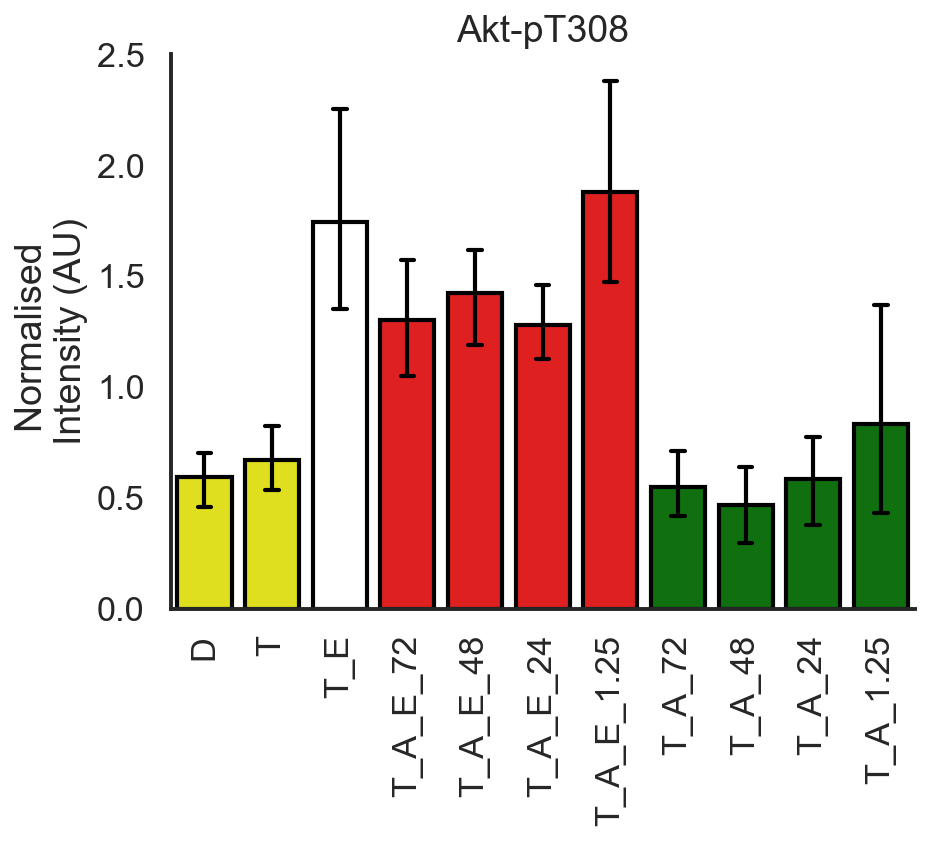 Akt-pT308
Normalised
Intensity (AU)
2.5
2.0
1.5
1.0
0.5
0.0
D
T
T_E
T_A_E_72
T_A_E_48
T_A_E_24
T_A_E_1.25
T_A_72
T_A_48
T_A_24
T_A_1.25